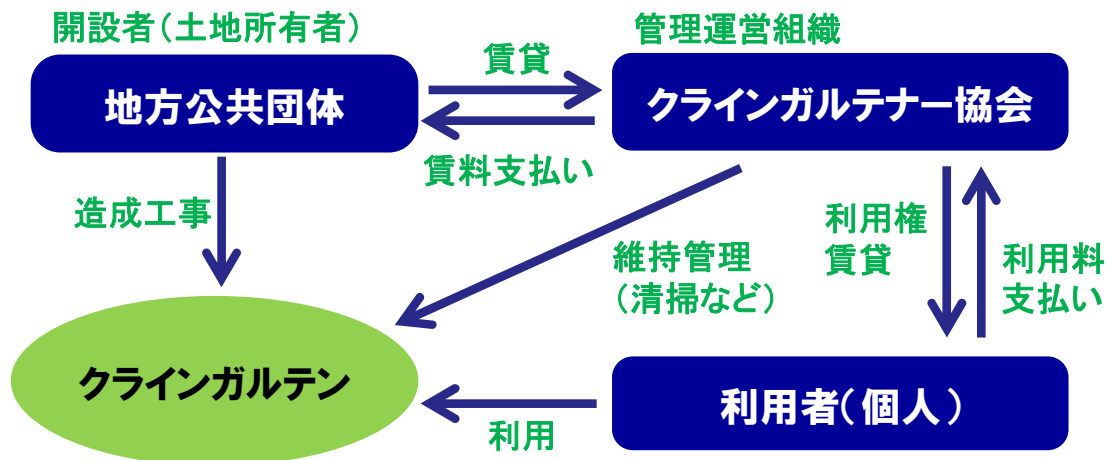 開設者（土地所有者）
管理運営組織
地方公共団体
賃貸
クラインガルテナー協会
賃料支払い
造成工事
維持管理
（清掃など）
利用権
賃貸
利用料
支払い
クラインガルテン
利用
利用者（個人）